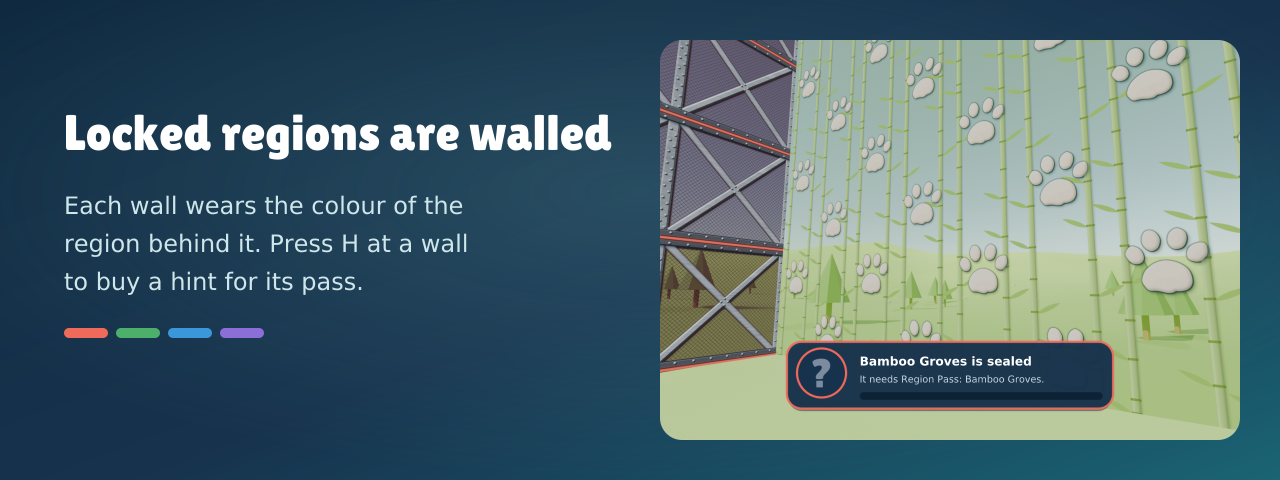 Locked regions are walled
Each wall wears the colour of the
region behind it. Press H at a wall
to buy a hint for its pass.
?
Bamboo Groves is sealed
It needs Region Pass: Bamboo Groves.